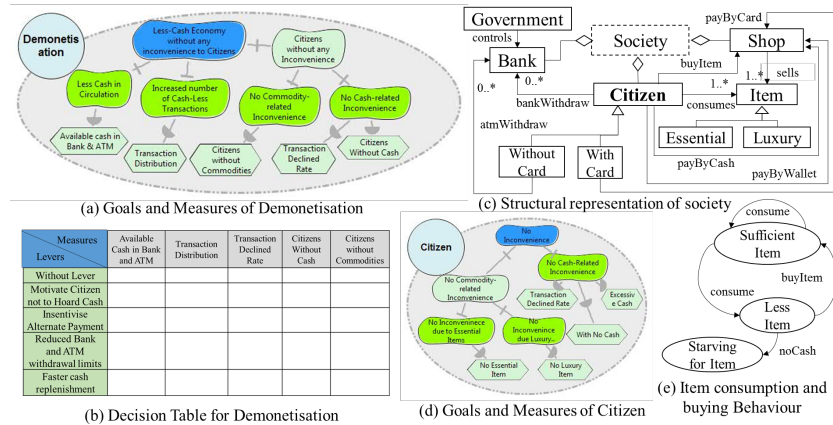 Demonetis
ation
Less-Cash Economy
without any
inconvenience to Citizens
Citizens
without any
Inconvenience
Less Cash in
Circulation
Increased number
of Cash-Less
Transactions
No Commodity-
related
Inconvenience
No Cash-related
Inconvenience
Available cash in
Bank & ATM
Transaction
Distribution
Citizens
without
Commodities
Transaction
Declined
Rate
Citizens
Without Cash
(a) Goals and Measures of Demonetisation
Government
controls
Bank
0..*
0..*
Society
Shop
payByCard
buyItem
1..*
1..*
sells
bankWithdraw
Citizen
consumes
Item
atmWithdraw
Essential
Luxury
Without
Card
With
Card
payByCash
payByWallet
(c) Structural representation of society
Measures
Levers
Available
Cash in Bank
and ATM
Transaction
Distribution
Transaction
Declined
Rate
Citizens
Without
Cash
Citizens
without
Commodities
Without Lever
Motivate Citizen
not to Hoard Cash
Insentivise
Alternate Payment
Reduced Bank
and ATM
withdrawal limits
Faster cash
replenishment
(b) Decision Table for Demonetisation
Citizen
No
Inconvenience
No Commodity-
related
Inconvenience
No Cash-Related
Inconvenience
Transaction
Declined Rate
Excessiv
e Cash
No Inconveninece
due to Essential
Items
No
Inconvenince
due Luxury...
With No Cash
No Essential
Item
No Luxury
Item
(d) Goals and Measures of Citizen
consume
Sufficient
Item
consume
buyItem
Less
Item
noCash
Starving
for Item
(e) Item consumption and
buying Behaviour